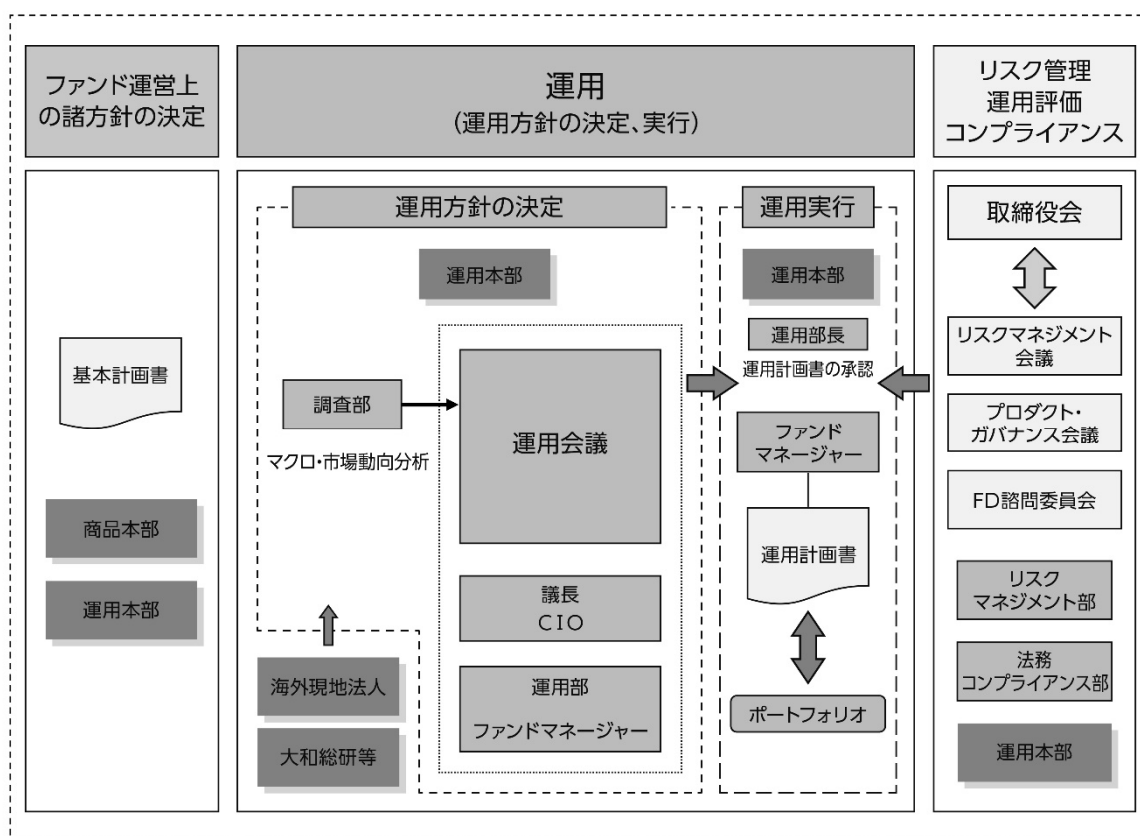 ファンド運営上
の諸方針の決定
運用
(運用方針の決定、実行)
リスク管理
運用評価
コンプライアンス
基本計画書
商品本部
運用本部
運用方針の決定
運用本部
調査部
マクロ・市場動向分析
運用会議
議長
CIO
運用部
ファンドマネージャー
海外現地法人
大和総研等
運用実行
運用本部
運用部長
運用計画書の承認
ファンド
マネージャー
運用計画書
ポートフォリオ
取締役会
リスクマネジメント
会議
プロダクト・
ガバナンス会議
FD諮問委員会
リスク
マネジメント部
法務
コンプライアンス部
運用本部